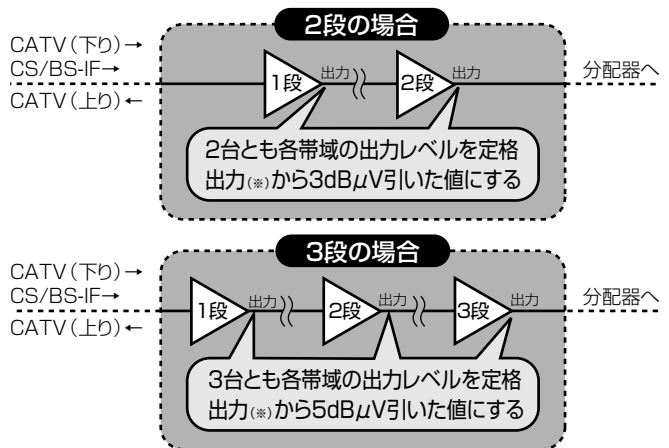 2段の場合
CATV(下り)→
CS/BS-IF→
CATV(上り)←
1段
出力
2段
出力
分配器へ
2台とも各帯域の出力レベルを定格
出力(※)から3dBμV引いた値にする
3段の場合
CATV(下り)→
CS/BS-IF→
CATV(上り)←
1段
出力
2段
出力
3段
出力
分配器へ
3台とも各帯域の出力レベルを定格
出力(※)から5dBμV引いた値にする